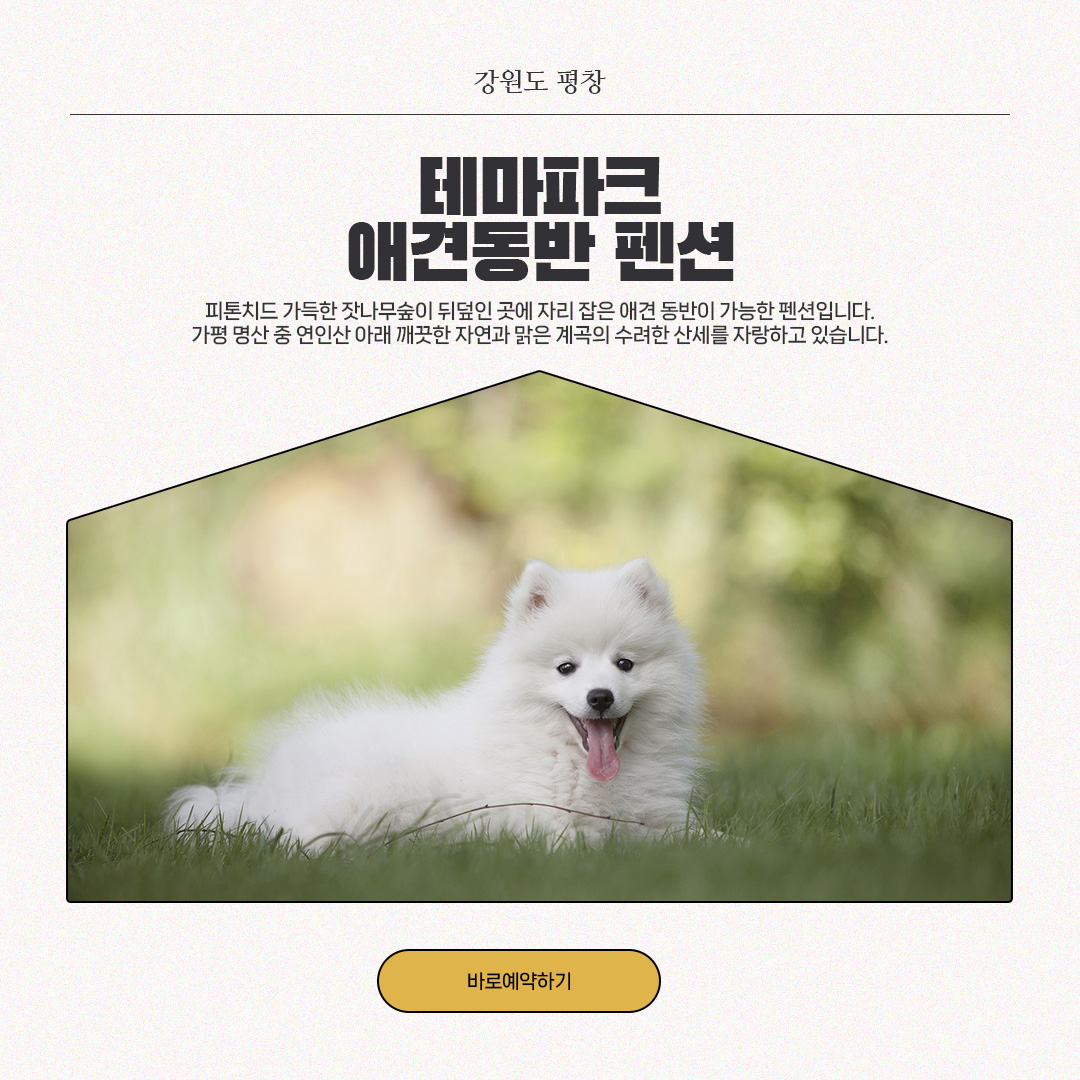 강원도 평창
테마파크
애견동반 펜션
피톤치드 가득한 잣나무숲이 뒤덮인 곳에 자리 잡은 애견 동반이 가능한 펜션입니다.
가평 명산 중 연인산 아래 깨끗한 자연과 맑은 계곡의 수려한 산세를 자랑하고 있습니다.
바로예약하기